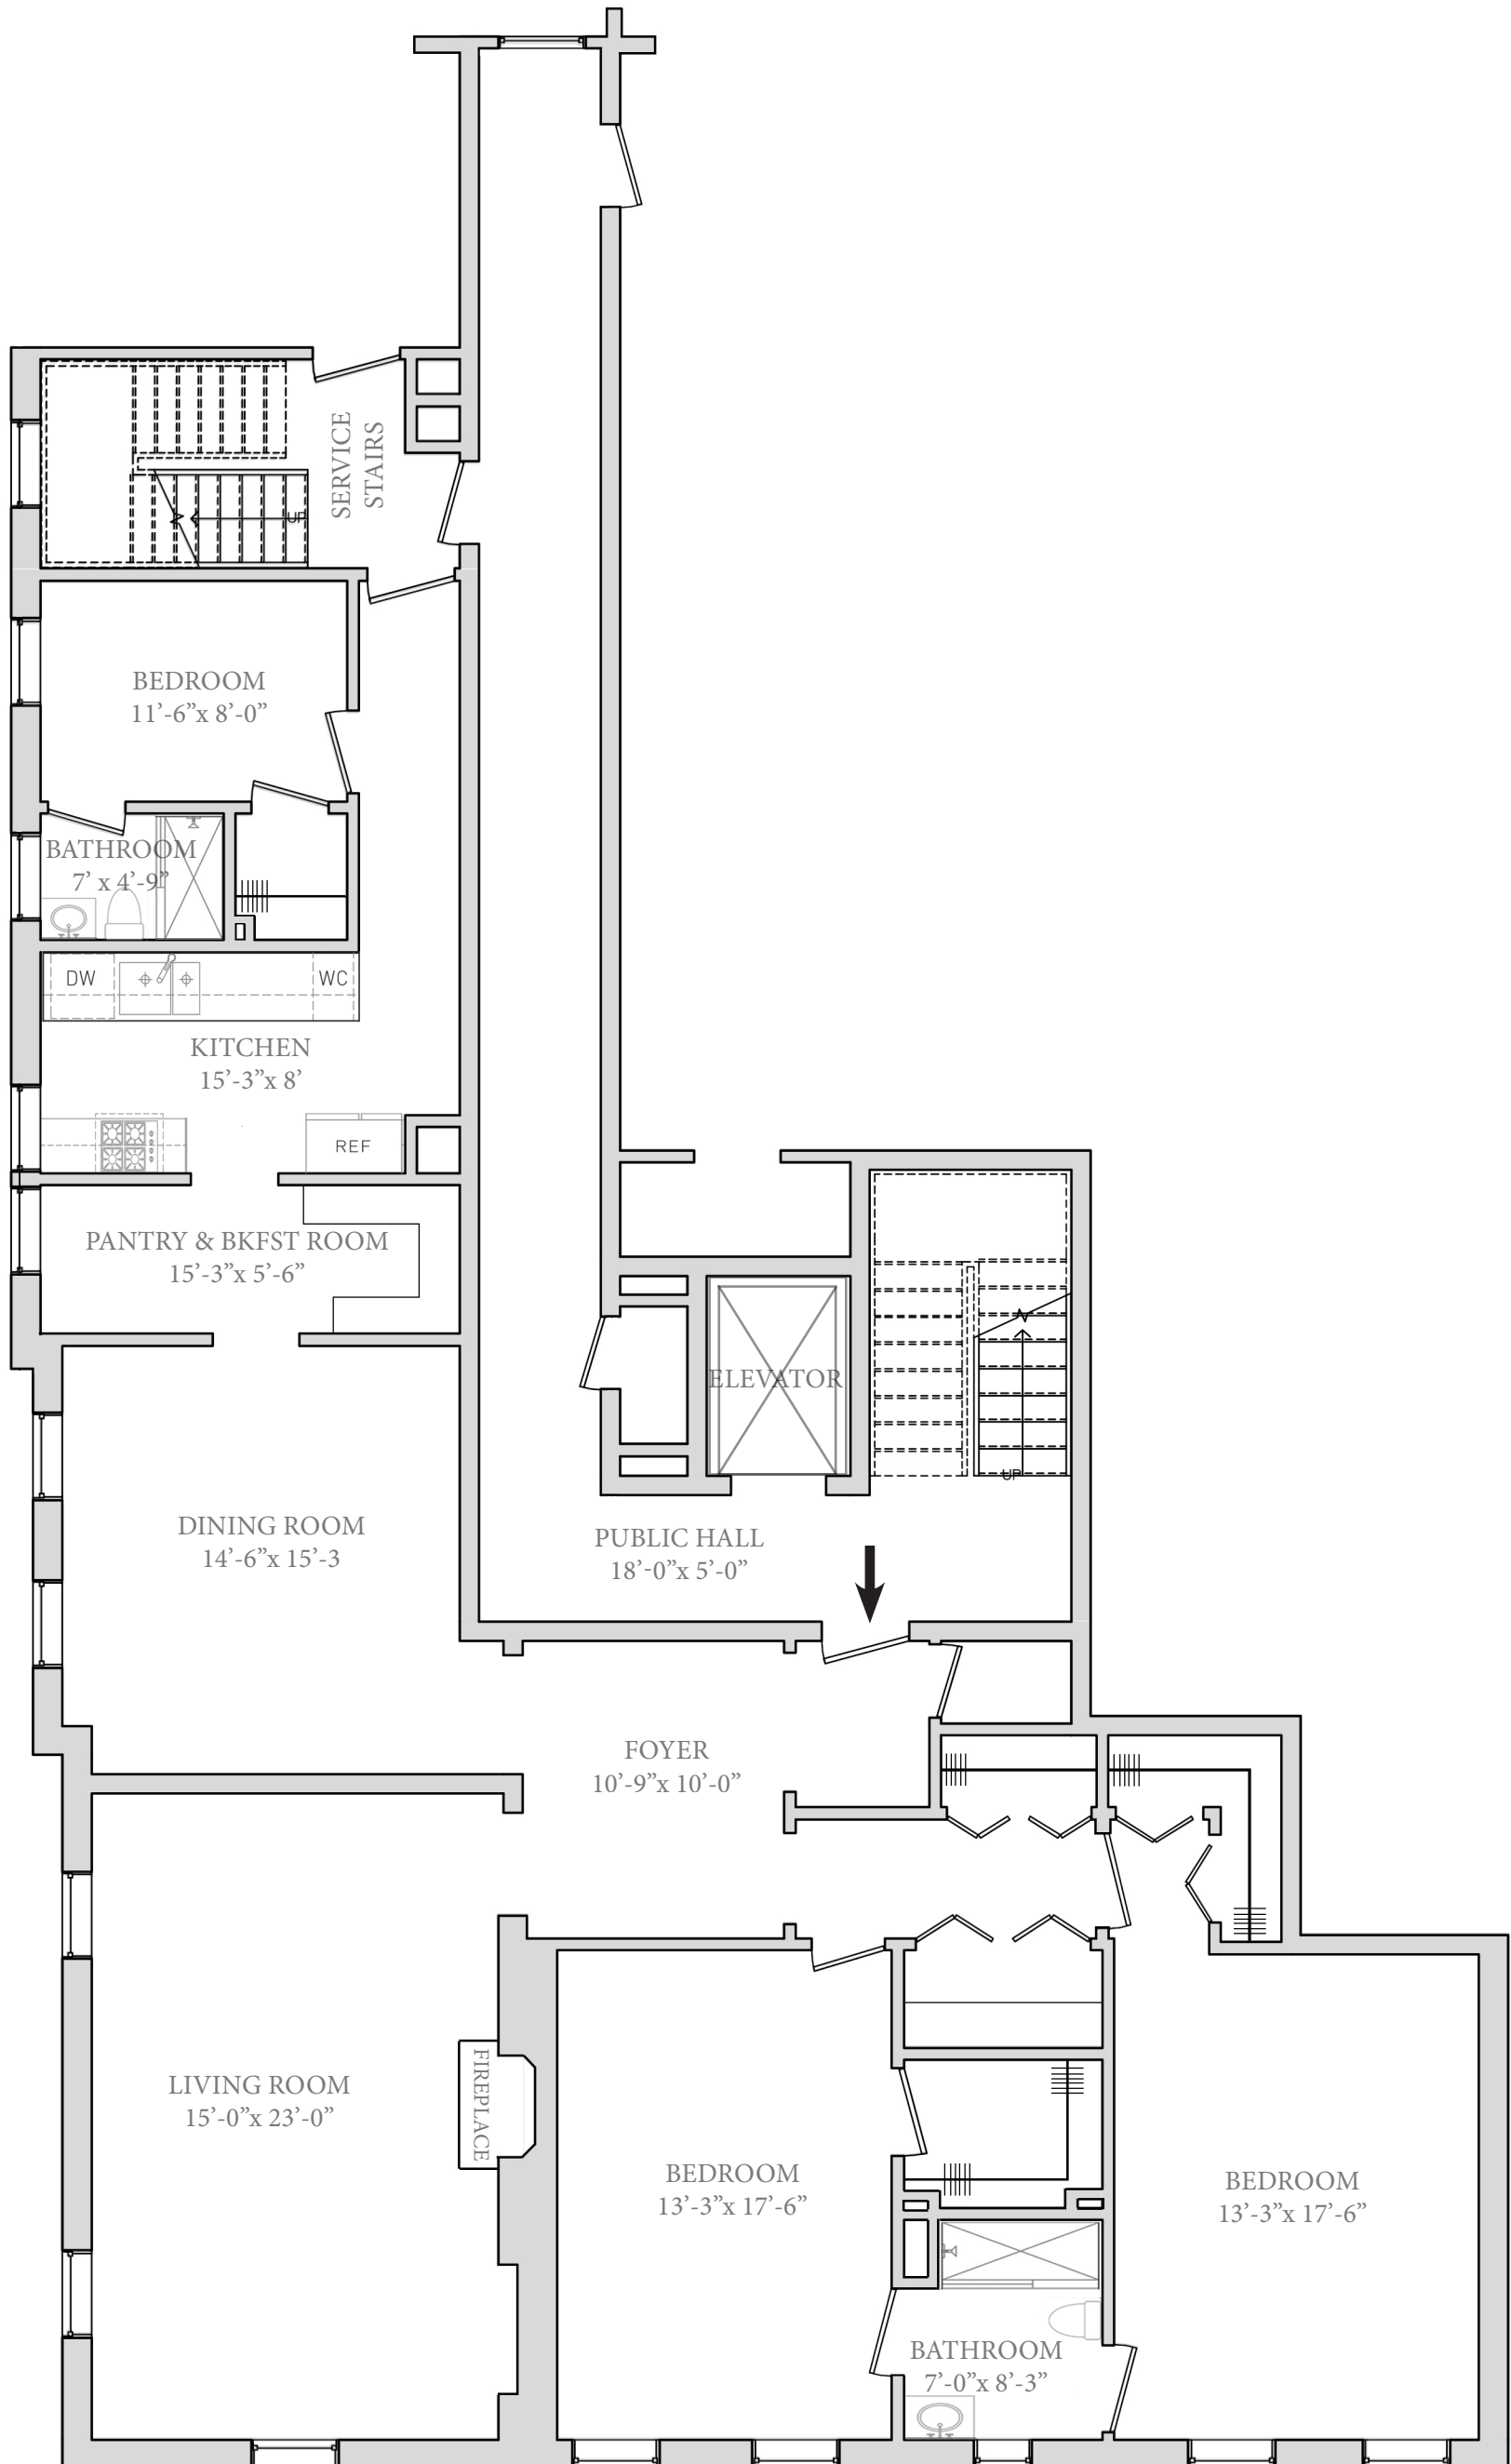 SERVICE
STAIRS
UP
BEDROOM
11’-6”x 8’-0”
BATHROOM
7’ x 4’-9”
DW
WC
KITCHEN
15’-3”x 8’
REF
PANTRY & BKFST ROOM
15’-3”x 5’-6”
ELEVATOR
UP
DINING ROOM
14’-6”x 15’-3
PUBLIC HALL
18’-0”x 5’-0”
FOYER
10’-9”x 10’-0”
LIVING ROOM
15’-0”x 23’-0”
FIREPLACE
BEDROOM
13’-3”x 17’-6”
BEDROOM
13’-3”x 17’-6”
BATHROOM
7’-0”x 8’-3”